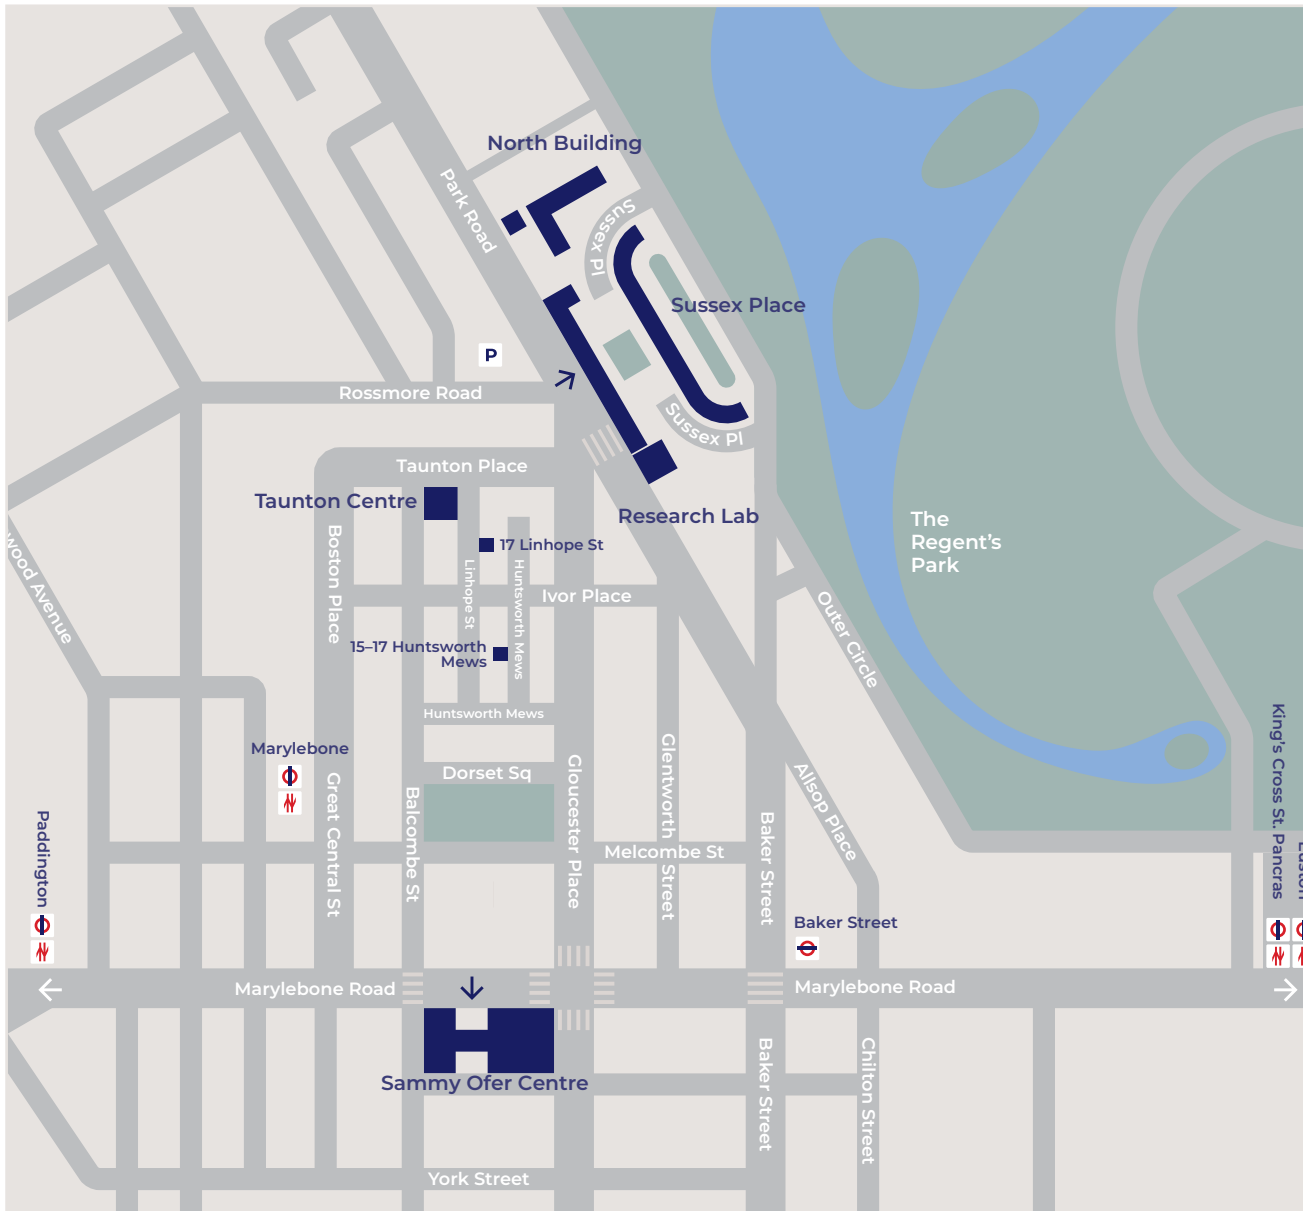 North Building
Park Road
Sussex Pl
Sussex Place
P
Rossmore Road
Sussex Pl
Taunton Place
Taunton Centre
Research Lab
The
Regent’s
Park
17 Linhope St
Boston Place
Linhope St
Huntsworth Mews
Ivor Place
wood Avenue
Outer Circle
15–17 Huntsworth
Mews
Huntsworth Mews
Marylebone
Dorset Sq
Great Central St
Balcombe St
Gloucester Place
Glentworth
Street
Allsop Place
Baker Street
King’s Cross St. Pancras
Euston
Paddington
Melcombe St
Baker Street
Marylebone Road
Marylebone Road
Sammy Ofer Centre
Baker Street
Chilton Street
York Street